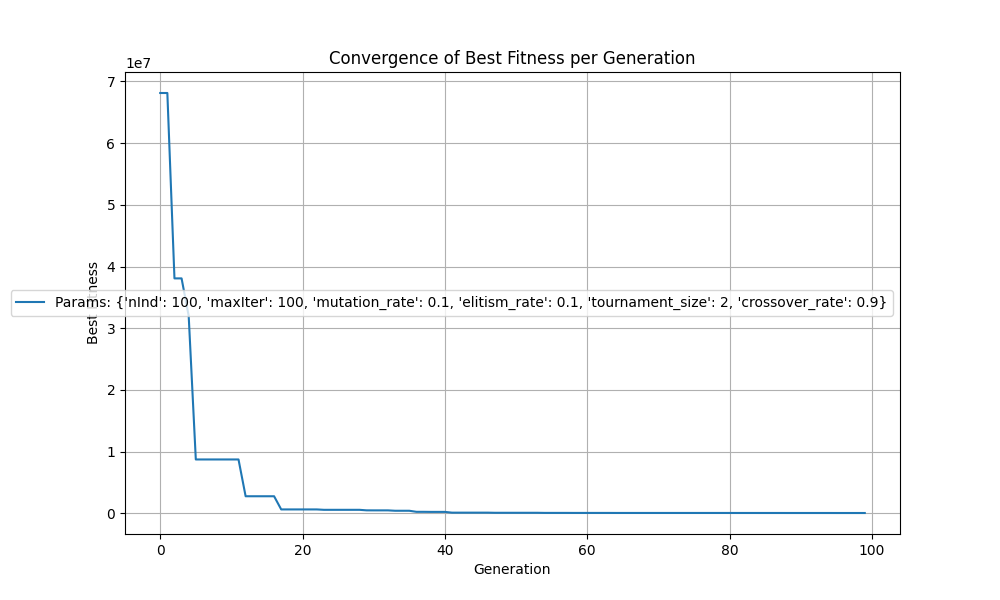 Convergence of Best Fitness per Generation
1e7
7
6
5
4
Best Fitness
Params: {'nInd': 100, 'maxIter': 100, 'mutation_rate': 0.1, 'elitism_rate': 0.1, 'tournament_size': 2, 'crossover_rate': 0.9}
3
2
1
0
0 20 40 60 80 100
Generation